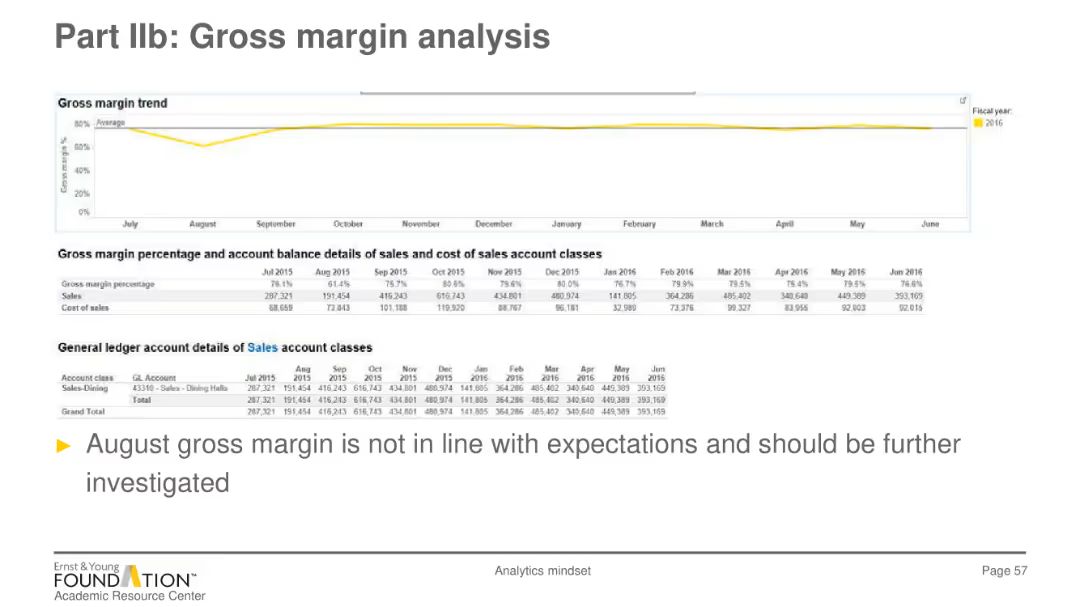 Part IIb: Gross margin analysis
Gross margin trend
Fiscal year:
2016
80%
Average
60%
40%
20%
0%
Gross margin %
July August September October November December January February March April May June
Gross margin percentage and account balance details of sales and cost of sales account classes
Jul 2015 Aug 2015 Sep 2015 Oct 2015 Nov 2015 Dec 2015 Jan 2016 Feb 2016 Mar 2016 Apr 2016 May 2016 Jun 2016
Gross margin percentage 76.1% 61.4% 75.7% 80.6% 79.6% 80.0% 76.7% 79.9% 79.5% 75.4% 79.5% 76.6%
Sales 287,321 191,454 416,243 616,743 434,801 480,974 141,805 364,286 485,402 340,640 449,389 393,169
Cost of sales 68,659 101,188 119,920 88,767 96,181 32,989 73,376 99,327 83,955 92,016
General ledger account details of Sales account classes
Aug Sep Oct Nov Dec Jan Feb Mar Apr May Jun
Account class GL Account Jul 2015 2015 2015 2015 2015 2015 2016 2016 2016 2016 2016 2016
Sales-Dining 43310 - Sales - Dining Halls 287,321 191,454 416,243 616,743 434,801 480,974 141,805 364,286 485,402 340,640 449,389 393,169
Total 287,321 191,454 416,243 616,743 434,801 480,974 141,805 364,286 485,402 340,640 449,389 393,169
Grand Total 287,321 191,454 416,243 616,743 434,801 480,974 141,805 364,286 485,402 340,640 449,389 393,169
► August gross margin is not in line with expectations and should be further
investigated
Ernst & Young
FOUNDATION™
Academic Resource Center
Analytics mindset
Page 57